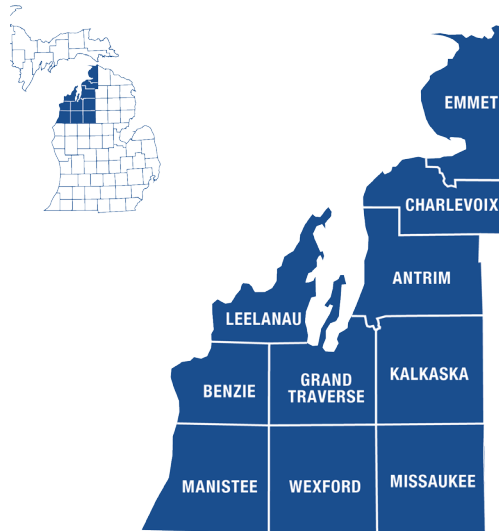 EMMET
CHARLEVOIX
ANTRIM
LEELANAU
BENZIE
GRAND
TRAVERSE
KALKASKA
MANISTEE
WEXFORD
MISSAUKEE